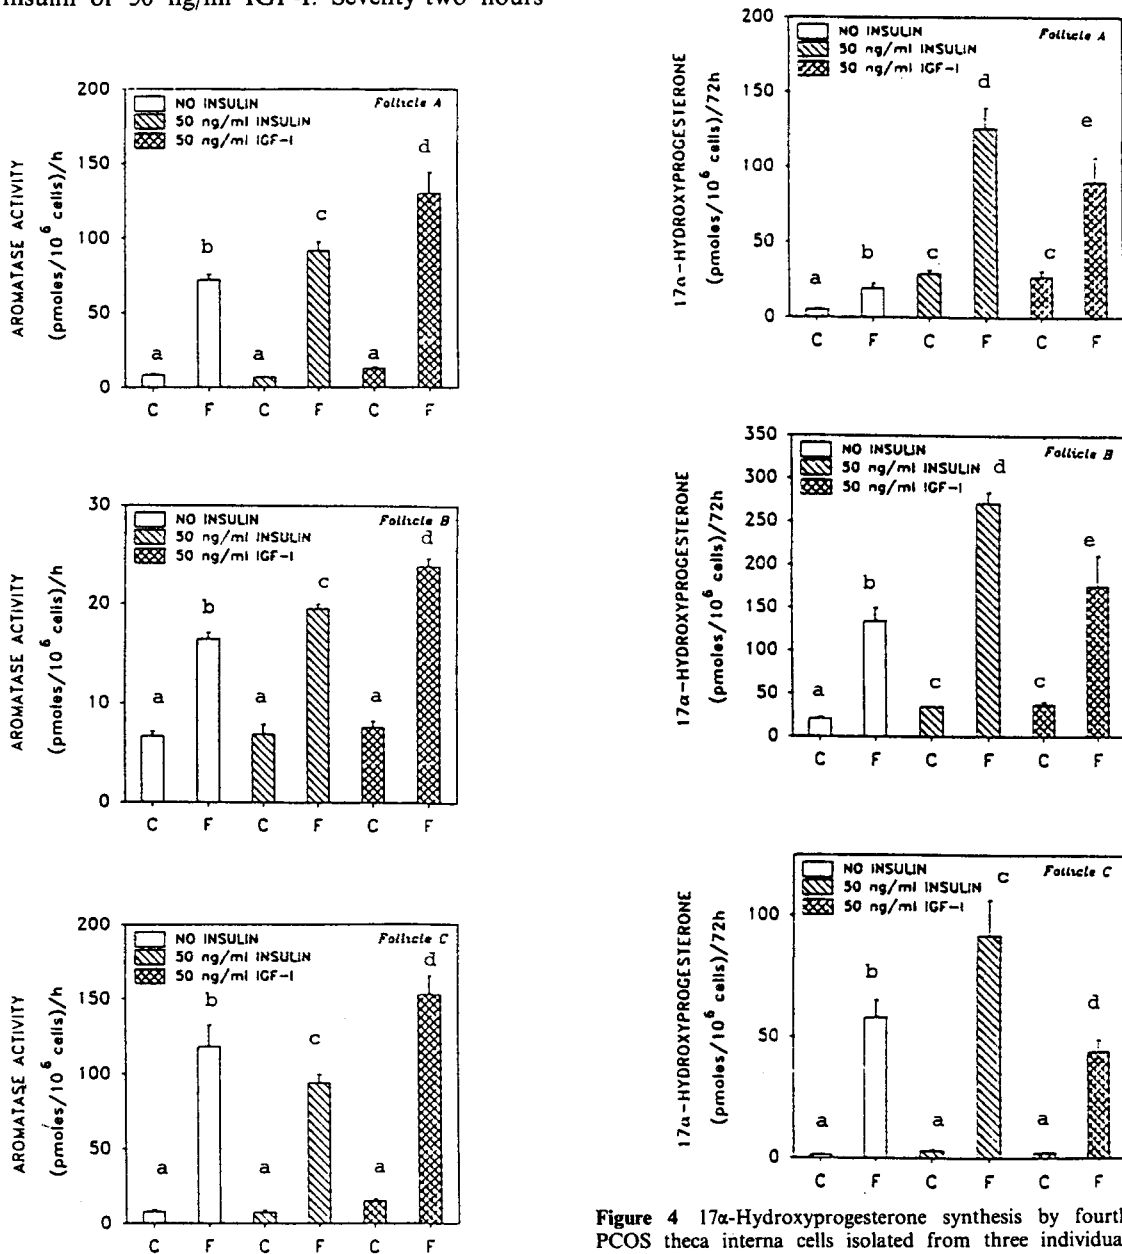 insulin or 50 ng/ml IGF-I. Seventy-two hours
AROMATASE ACTIVITY
(pmoles/10⁶ cells)/h
200
150
100
50
0
NO INSULIN
50 ng/ml INSULIN
50 ng/ml IGF-I
Follicle A
a
b
a
c
a
d
C F C F C F
AROMATASE ACTIVITY
(pmoles/10⁶ cells)/h
30
20
10
0
NO INSULIN
50 ng/ml INSULIN
50 ng/ml IGF-I
Follicle B
a
b
a
c
a
d
C F C F C F
AROMATASE ACTIVITY
(pmoles/10⁶ cells)/h
200
150
100
50
0
NO INSULIN
50 ng/ml INSULIN
50 ng/ml IGF-I
Follicle C
a
b
a
c
a
d
C F C F C F
17α-HYDROXYPROGESTERONE
(pmoles/10⁶ cells)/72h
200
150
100
50
0
NO INSULIN
50 ng/ml INSULIN
50 ng/ml IGF-I
Follicle A
a
b
c
d
c
e
C F C F C F
17α-HYDROXYPROGESTERONE
(pmoles/10⁶ cells)/72h
350
300
250
200
150
100
50
0
NO INSULIN
50 ng/ml INSULIN
50 ng/ml IGF-I
Follicle B
a
b
c
d
c
e
C F C F C F
17α-HYDROXYPROGESTERONE
(pmoles/10⁶ cells)/72h
100
50
0
NO INSULIN
50 ng/ml INSULIN
50 ng/ml IGF-I
Follicle C
a
b
a
c
a
d
C F C F C F
Figure 4 17α-Hydroxyprogesterone synthesis by fourth
PCOS theca interna cells isolated from three individua